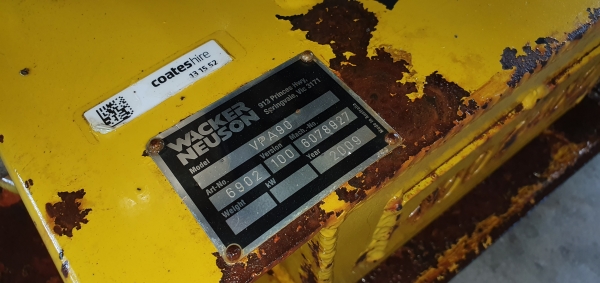 coateshire
13 15 52
WACKER
NEUSON
913 Princes Hwy,
Springvale, Vic 3171
Model VPA90
Art.-No. Version Mach.-No.
6902 100 6078927
Weight kW Year
2009